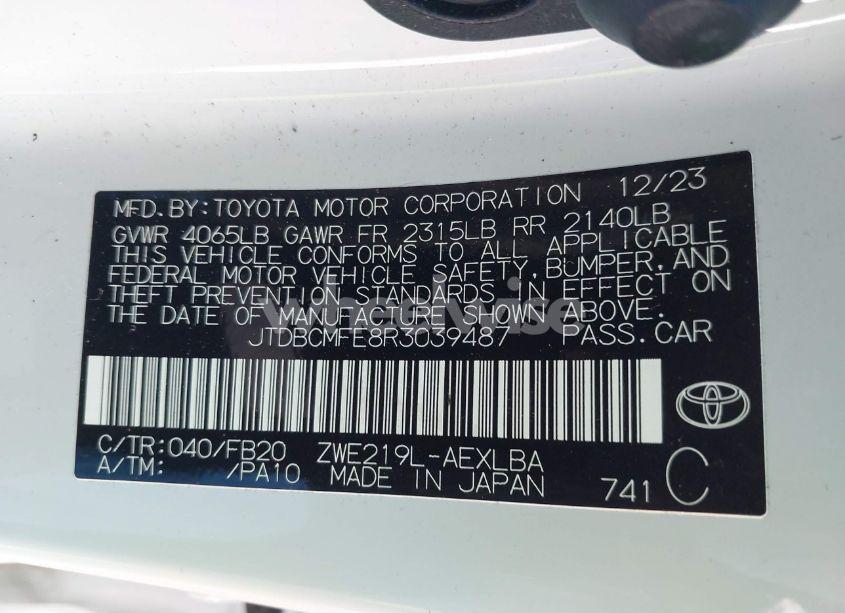 MFD.BY:TOYOTA MOTOR CORPORATION 12/23
GVWR 4065LB GAWR FR 2315LB RR 2140LB
THIS VEHICLE CONFORMS TO ALL APPLICABLE
FEDERAL MOTOR VEHICLE SAFETY,BUMPER,AND
THEFT PREVENTION STANDARDS IN EFFECT ON
THE DATE OF MANUFACTURE SHOWN ABOVE.
wheelwise
JTDBCMFE8R3039487 PASS.CAR
C/TR:040/FB20 ZWE219L-AEXLBA
A/TM: /PA10 MADE IN JAPAN 741 C